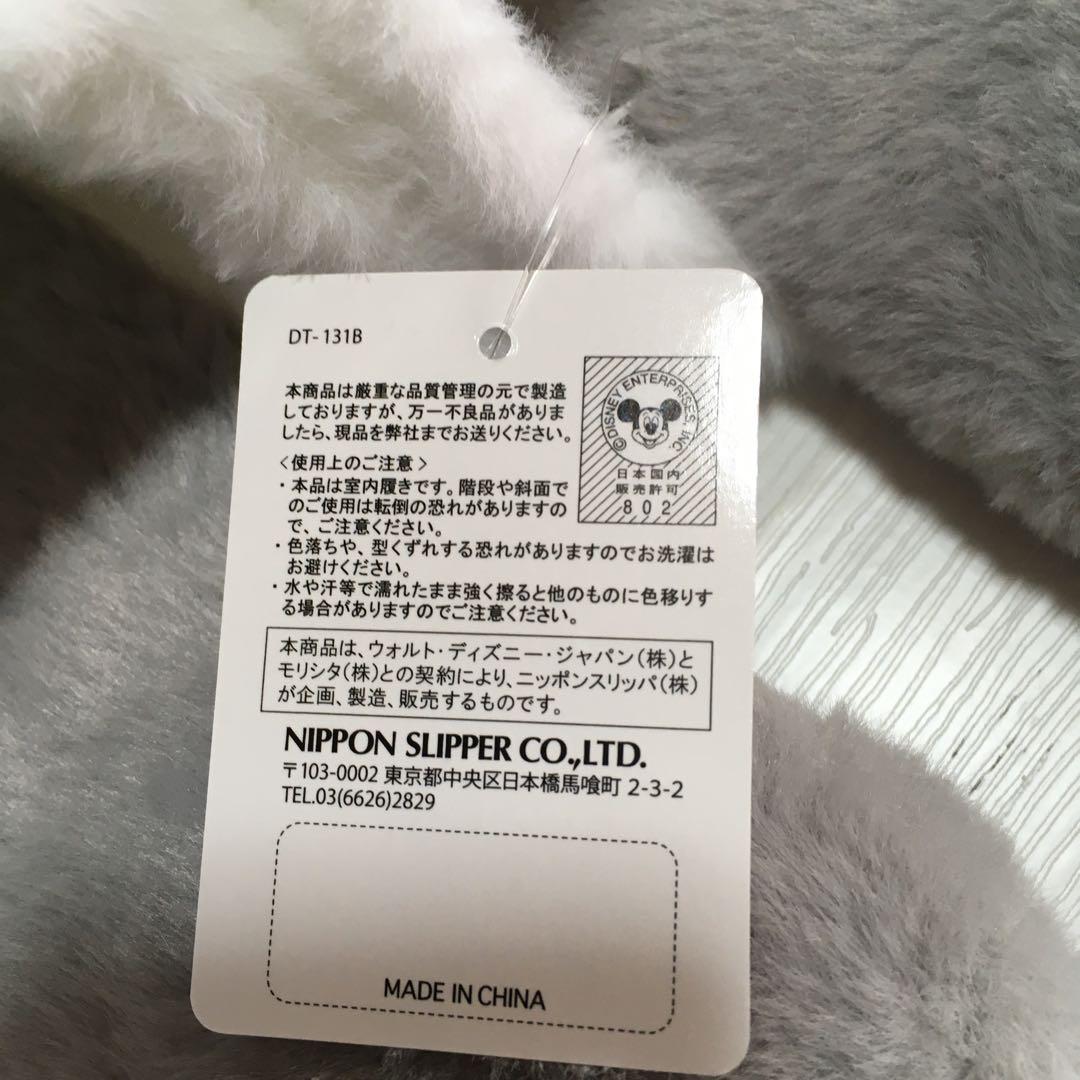 DT-131B
本商品は厳重な品質管理の元で製造
しておりますが、万一不良品がありま
したら、現品を弊社までお送りください。
©DISNEY ENTERPRISES, INC.
日本国内
販売許可
802
<使用上のご注意>
・本品は室内履きです。階段や斜面で
のご使用は転倒の恐れがありますの
で、ご注意ください。
・色落ちや、型くずれする恐れがありますのでお洗濯は
お避けください。
・水や汗等で濡れたまま強く擦ると他のものに色移りす
る場合がありますのでご注意ください。
本商品は、ウォルト・ディズニー・ジャパン(株)と
モリシタ(株)との契約により、ニッポンスリッパ(株)
が企画、製造、販売するものです。
NIPPON SLIPPER CO.,LTD.
〒103-0002 東京都中央区日本橋馬喰町 2-3-2
TEL.03(6626)2829
MADE IN CHINA